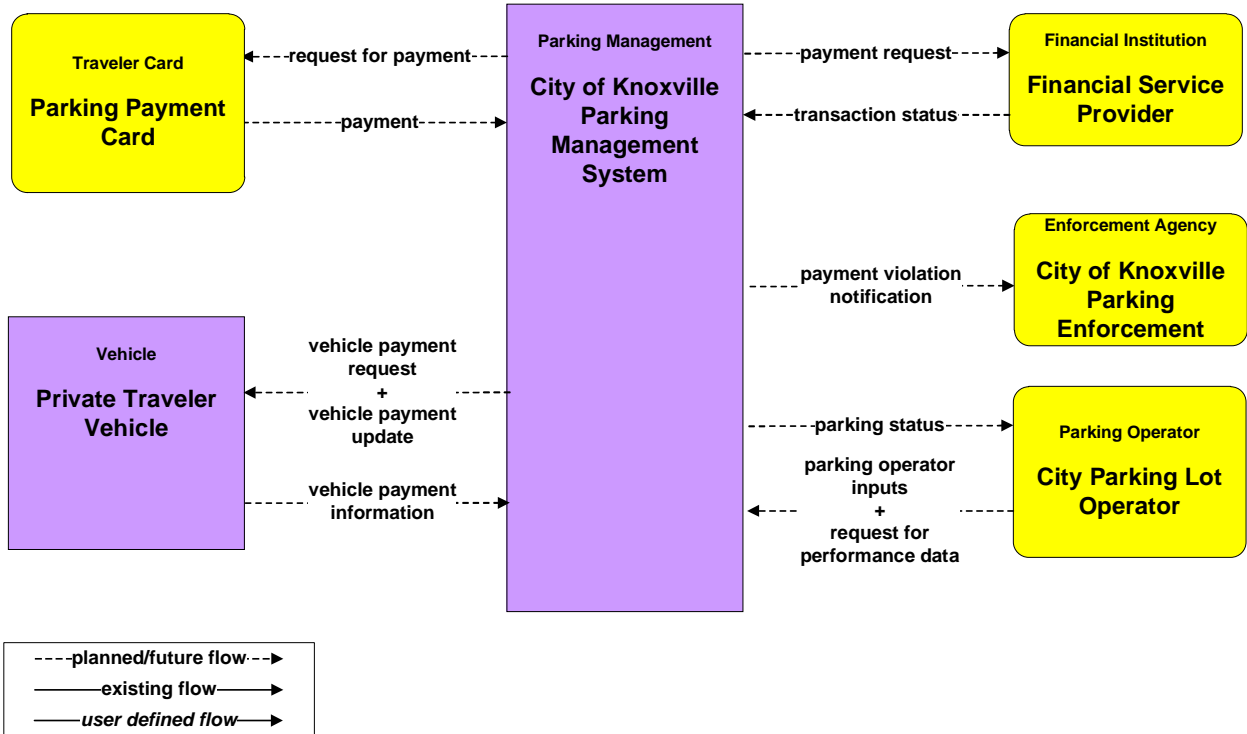 Traveler Card
Parking Payment
Card
request for payment
payment
Parking Management
City of Knoxville
Parking
Management
System
payment request
transaction status
Financial Institution
Financial Service
Provider
payment violation
notification
Enforcement Agency
City of Knoxville
Parking
Enforcement
Vehicle
Private Traveler
Vehicle
vehicle payment
request
+
vehicle payment
update
vehicle payment
information
parking status
parking operator
inputs
+
request for
performance data
Parking Operator
City Parking Lot
Operator
planned/future flow
existing flow
user defined flow